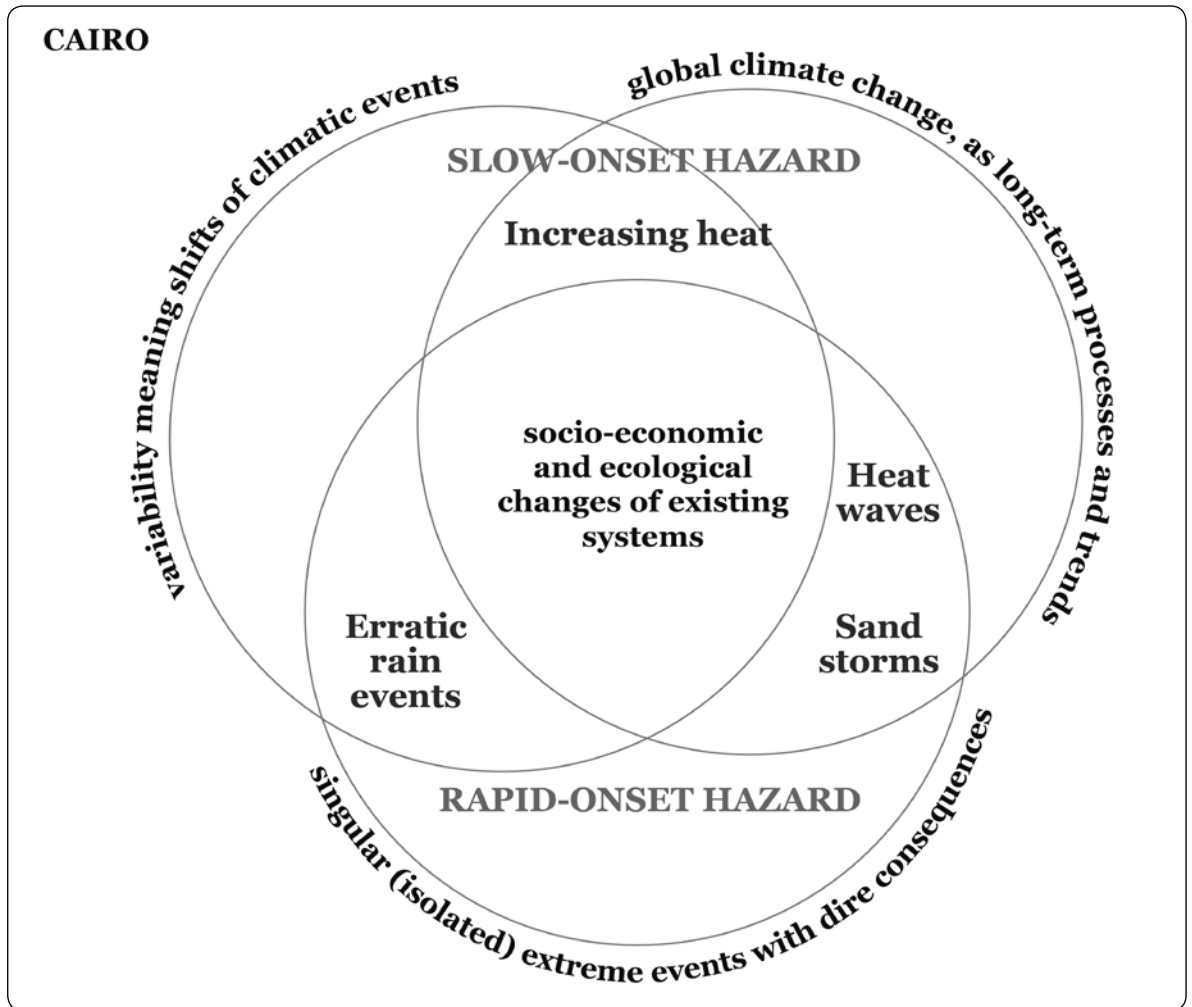 CAIRO
variability meaning shifts of climatic events
global climate change, as long-term processes and trends
SLOW-ONSET HAZARD
Increasing heat
socio-economic
and ecological
changes of existing
systems
Heat
waves
Erratic
rain
events
Sand
storms
RAPID-ONSET HAZARD
singular (isolated) extreme events with dire consequences